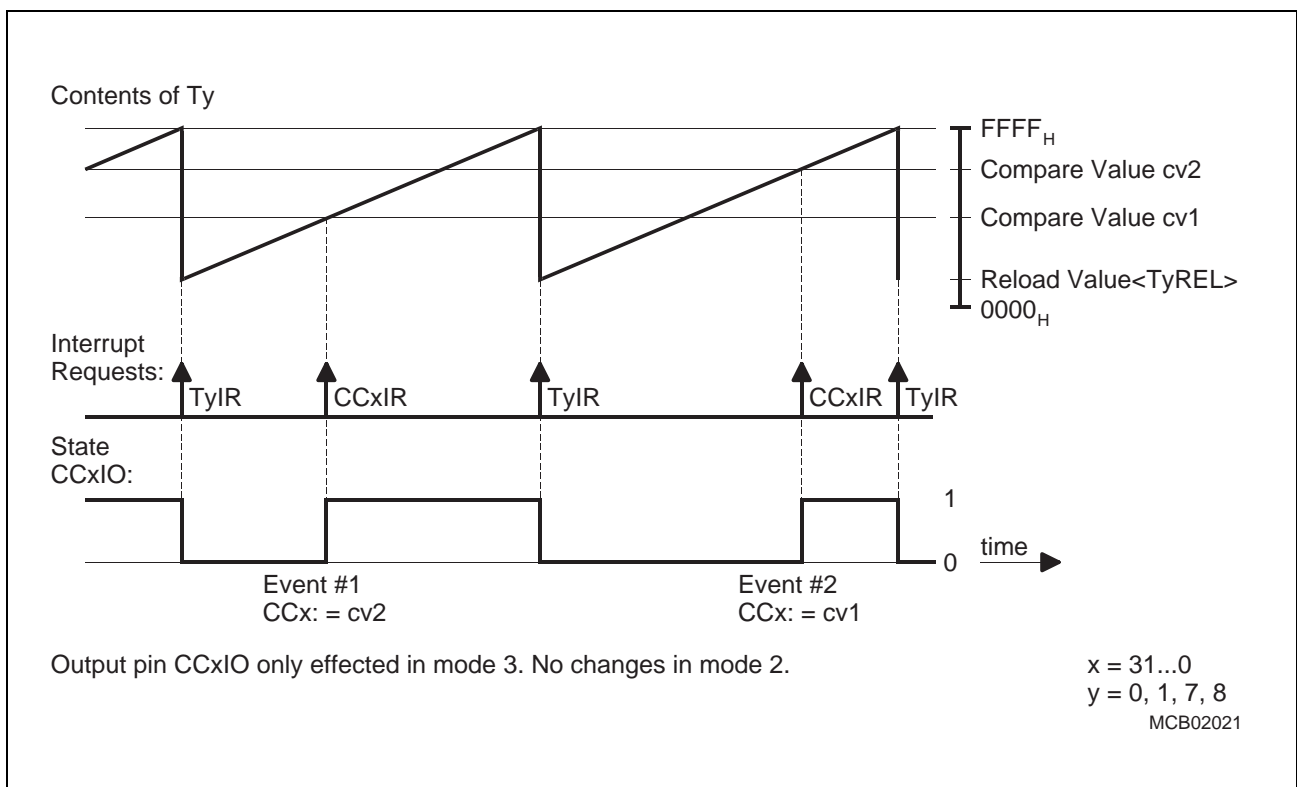 Contents of Ty
FFFFH
Compare Value cv2
Compare Value cv1
Reload Value<TyREL>
0000H
Interrupt
Requests:
TyIR
CCxIR
TyIR
CCxIR
TyIR
State
CCxIO:
1
0
time
Event #1
CCx: = cv2
Event #2
CCx: = cv1
Output pin CCxIO only effected in mode 3. No changes in mode 2.
x = 31...0
y = 0, 1, 7, 8
MCB02021